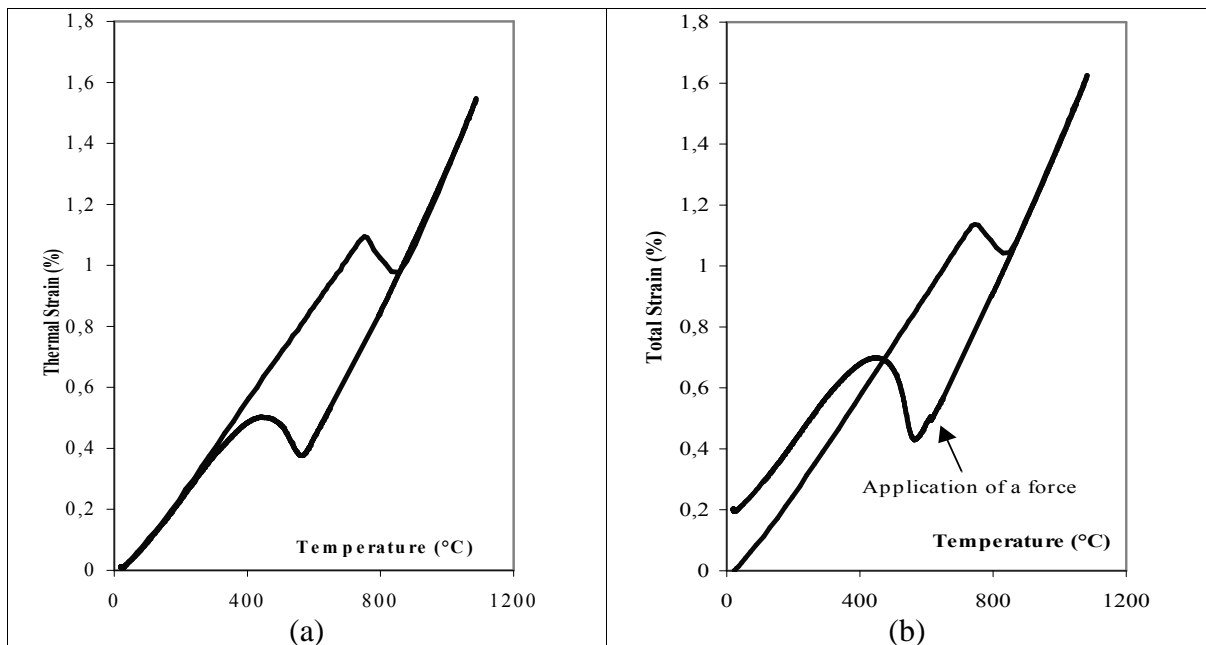 1,8
1,6
1,4
1,2
1
0,8
0,6
0,4
0,2
0
Thermal Strain (%)
Temperature (°C)
0 400 800 1200
(a)
1,8
1,6
1,4
1,2
1
0,8
0,6
0,4
0,2
0
Total Strain (%)
Application of a force
Temperature (°C)
0 400 800 1200
(b)